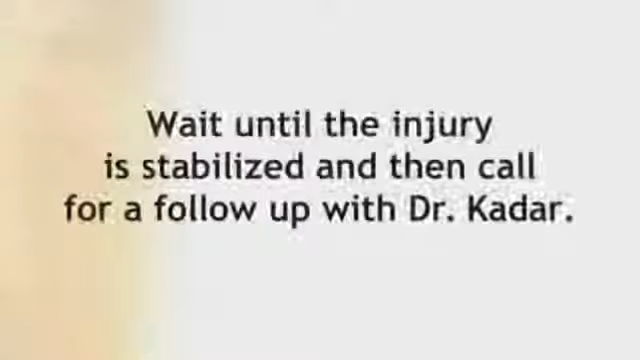 Wait until the injury
is stabilized and then call
for a follow up with Dr. Kadar.